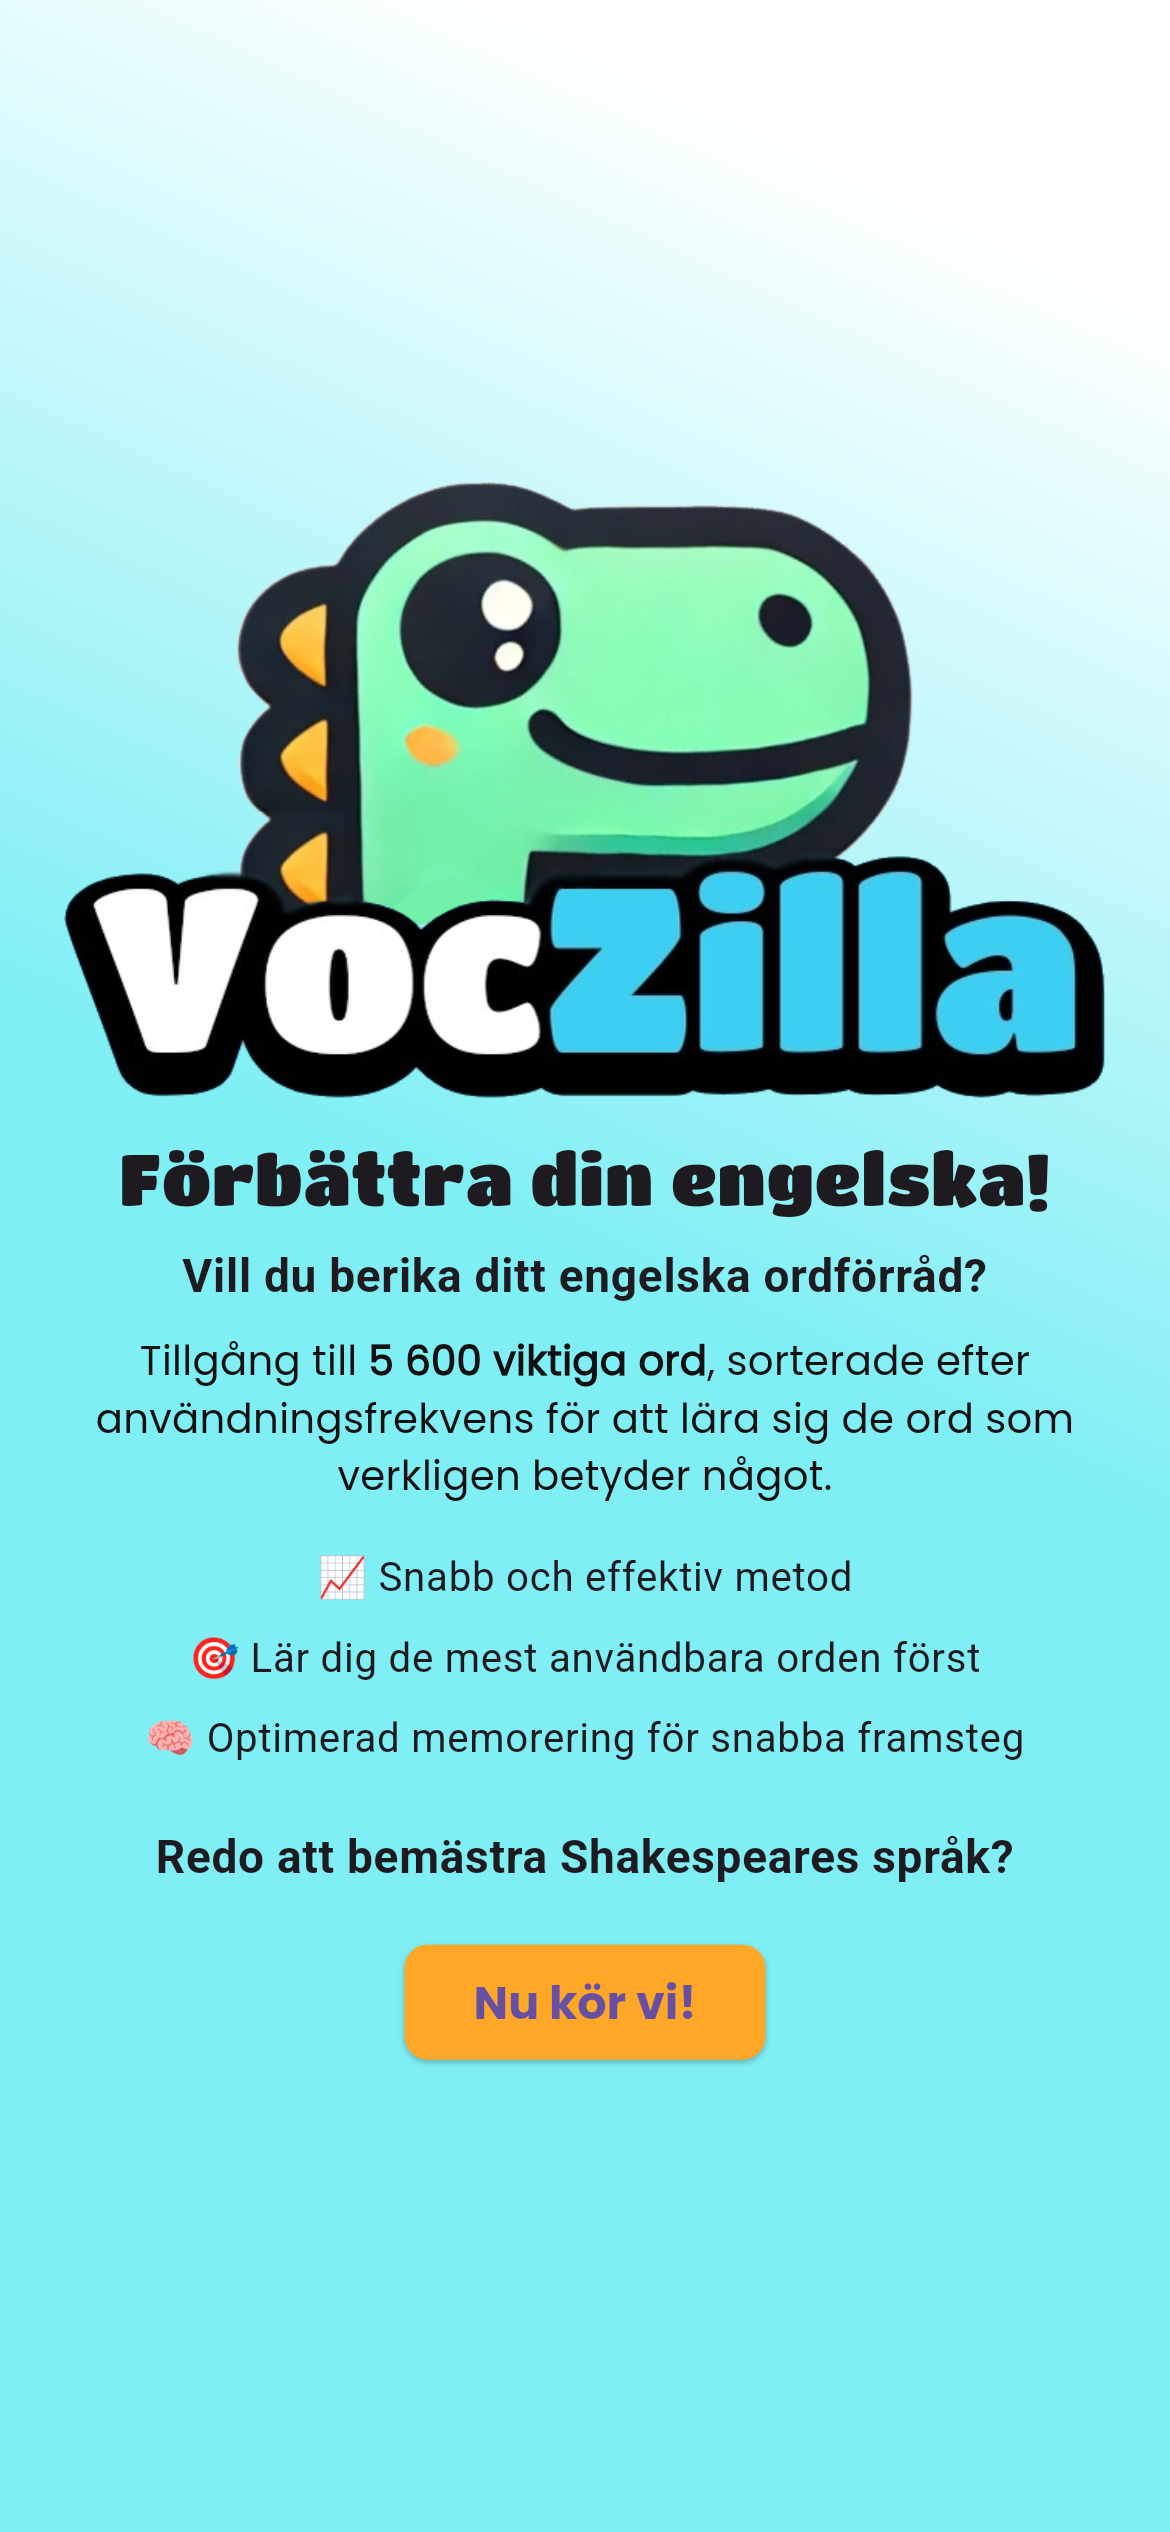 VocZilla
Förbättra din engelska!
Vill du berika ditt engelska ordförråd?
Tillgång till 5 600 viktiga ord, sorterade efter
användningsfrekvens för att lära sig de ord som
verkligen betyder något.
📈 Snabb och effektiv metod
🎯 Lär dig de mest användbara orden först
🧠 Optimerad memorering för snabba framsteg
Redo att bemästra Shakespeares språk?
Nu kör vi!